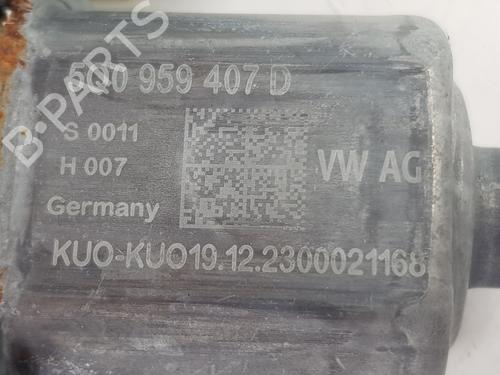 B-PARTS
5Q0 959 407 D
S 0011
H 007
VW AG
Germany
KUO-KUO19.12.2300021168